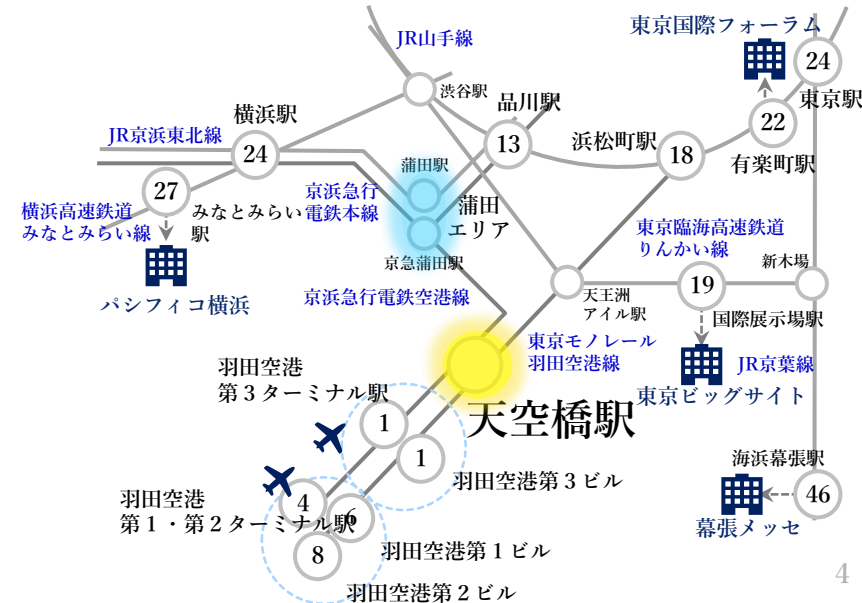 JR山手線
東京国際フォーラム
24
東京駅
渋谷駅
品川駅
横浜駅
JR京浜東北線
24
13
浜松町駅
18
22
有楽町駅
蒲田駅
27
横浜高速鉄道
みなとみらい線
みなとみらい
駅
京浜急行
電鉄本線
蒲田
エリア
京急蒲田駅
パシフィコ横浜
京浜急行電鉄空港線
東京臨海高速鉄道
りんかい線
新木場
19
天王洲
アイル駅
国際展示場駅
東京モノレール
羽田空港線
JR京葉線
東京ビッグサイト
羽田空港
第３ターミナル駅
天空橋駅
1
1
羽田空港第３ビル
海浜幕張駅
46
幕張メッセ
羽田空港
第１・第２ターミナル駅
4
6
8
羽田空港第１ビル
羽田空港第２ビル
4